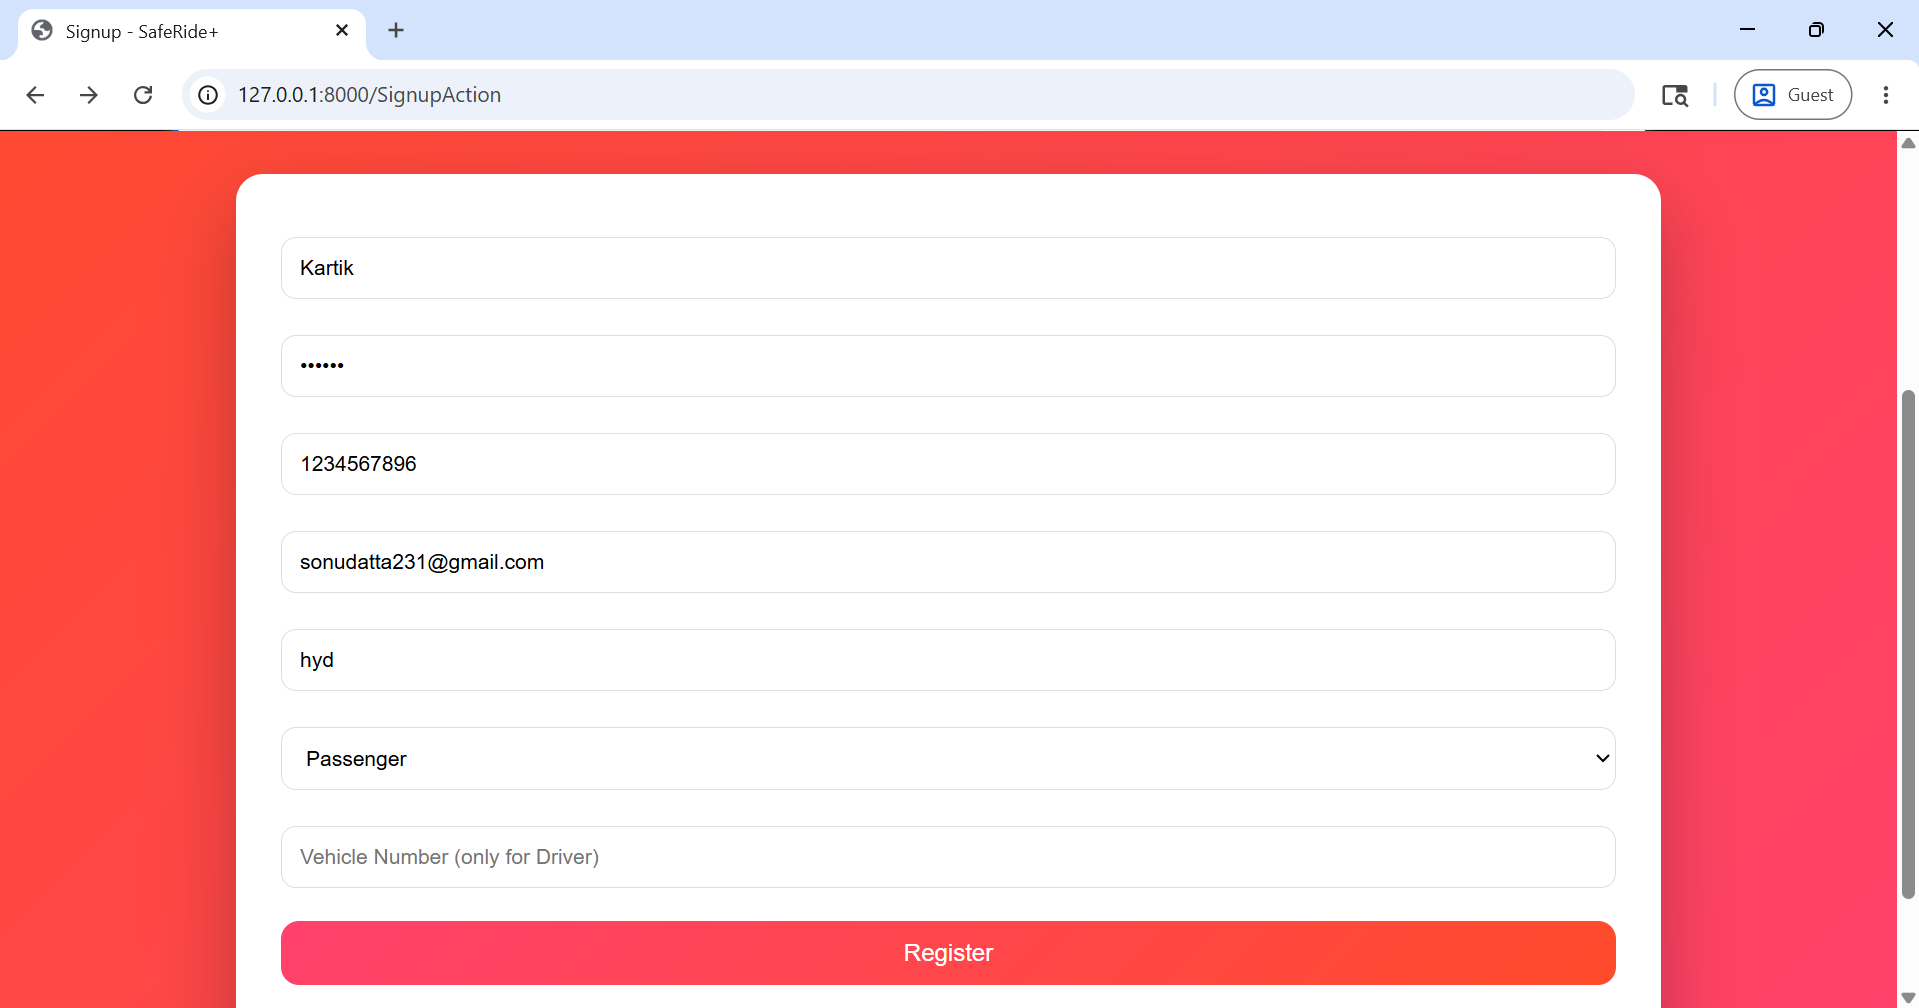 Signup - SafeRide+
127.0.0.1:8000/SignupAction
Guest
Kartik
••••••
1234567896
sonudatta231@gmail.com
hyd
Passenger
Vehicle Number (only for Driver)
Register